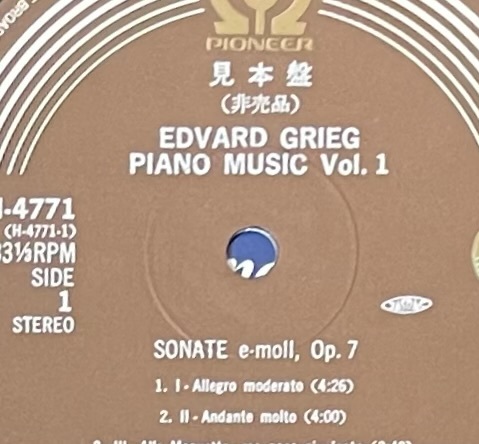 PIONEER
見本盤
(非売品)
EDVARD GRIEG
PIANO MUSIC Vol. 1
-4771
(H-4771-1)
33⅓RPM
SIDE
1
STEREO
SONATE e-moll, Op. 7
1. I - Allegro moderato (4:26)
2. II - Andante molto (4:00)